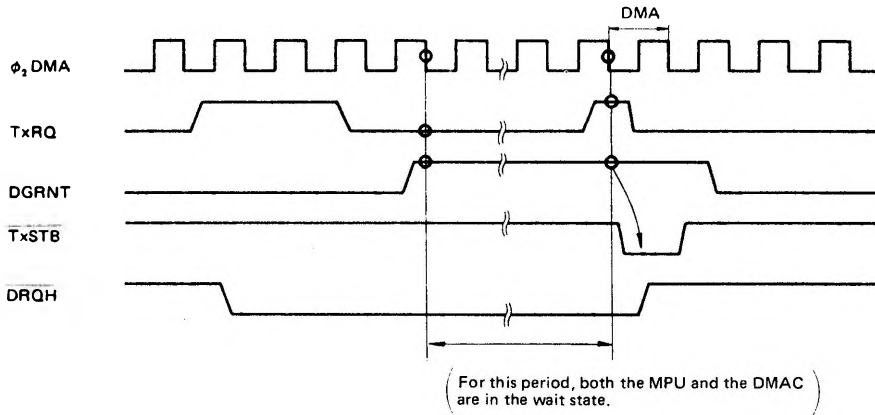 DMA
ϕ₂ DMA
TxRQ
DGRNT
TxSTB
DRQH
(For this period, both the MPU and the DMAC
are in the wait state.)